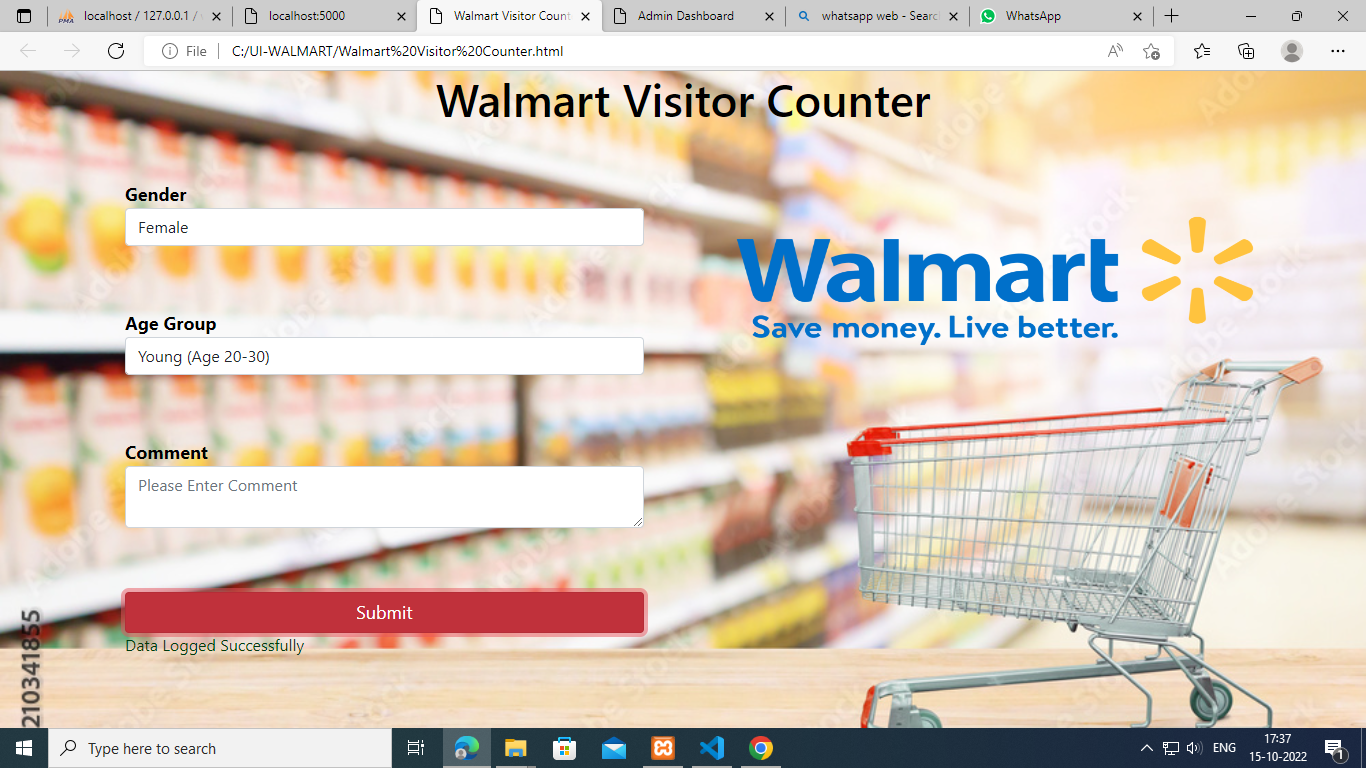 localhost / 127.0.0.1 /
localhost:5000
Walmart Visitor Count
Admin Dashboard
whatsapp web - Searc
WhatsApp
File
C:/UI-WALMART/Walmart%20Visitor%20Counter.html
Walmart Visitor Counter
Gender
Female
Age Group
Young (Age 20-30)
Comment
Please Enter Comment
Submit
Data Logged Successfully
Walmart
Save money. Live better.
Adobe Stock
210341855
Type here to search
ENG
17:37
15-10-2022
1